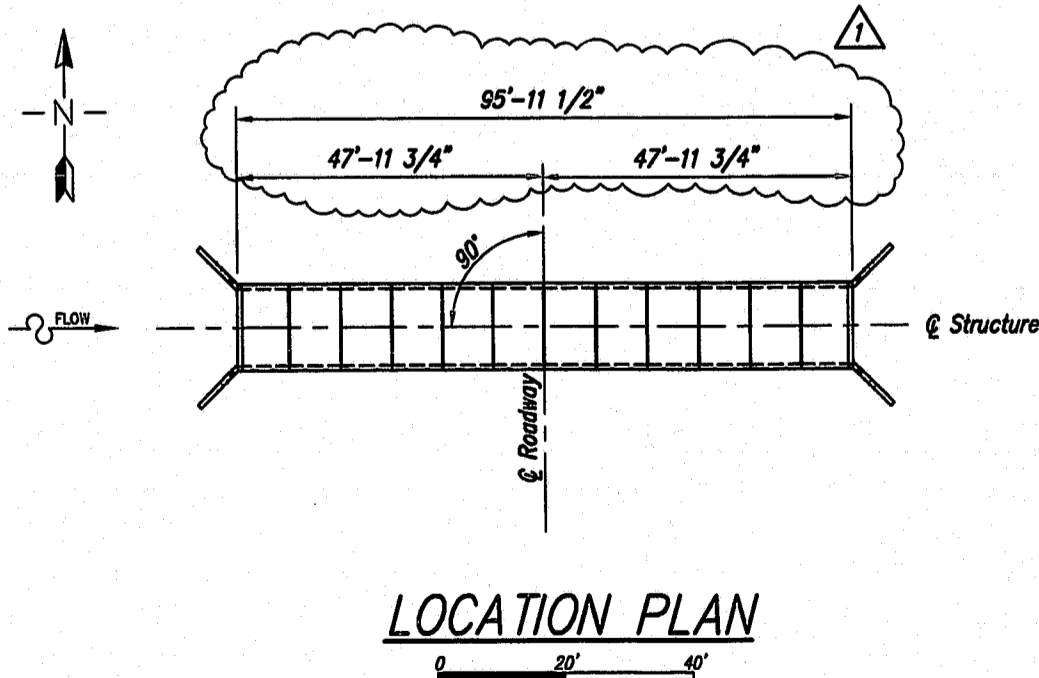 1
N
95'-11 1/2"
47'-11 3/4" 47'-11 3/4"
90°
FLOW
℄ Structure
℄ Roadway
LOCATION PLAN
0 20' 40'